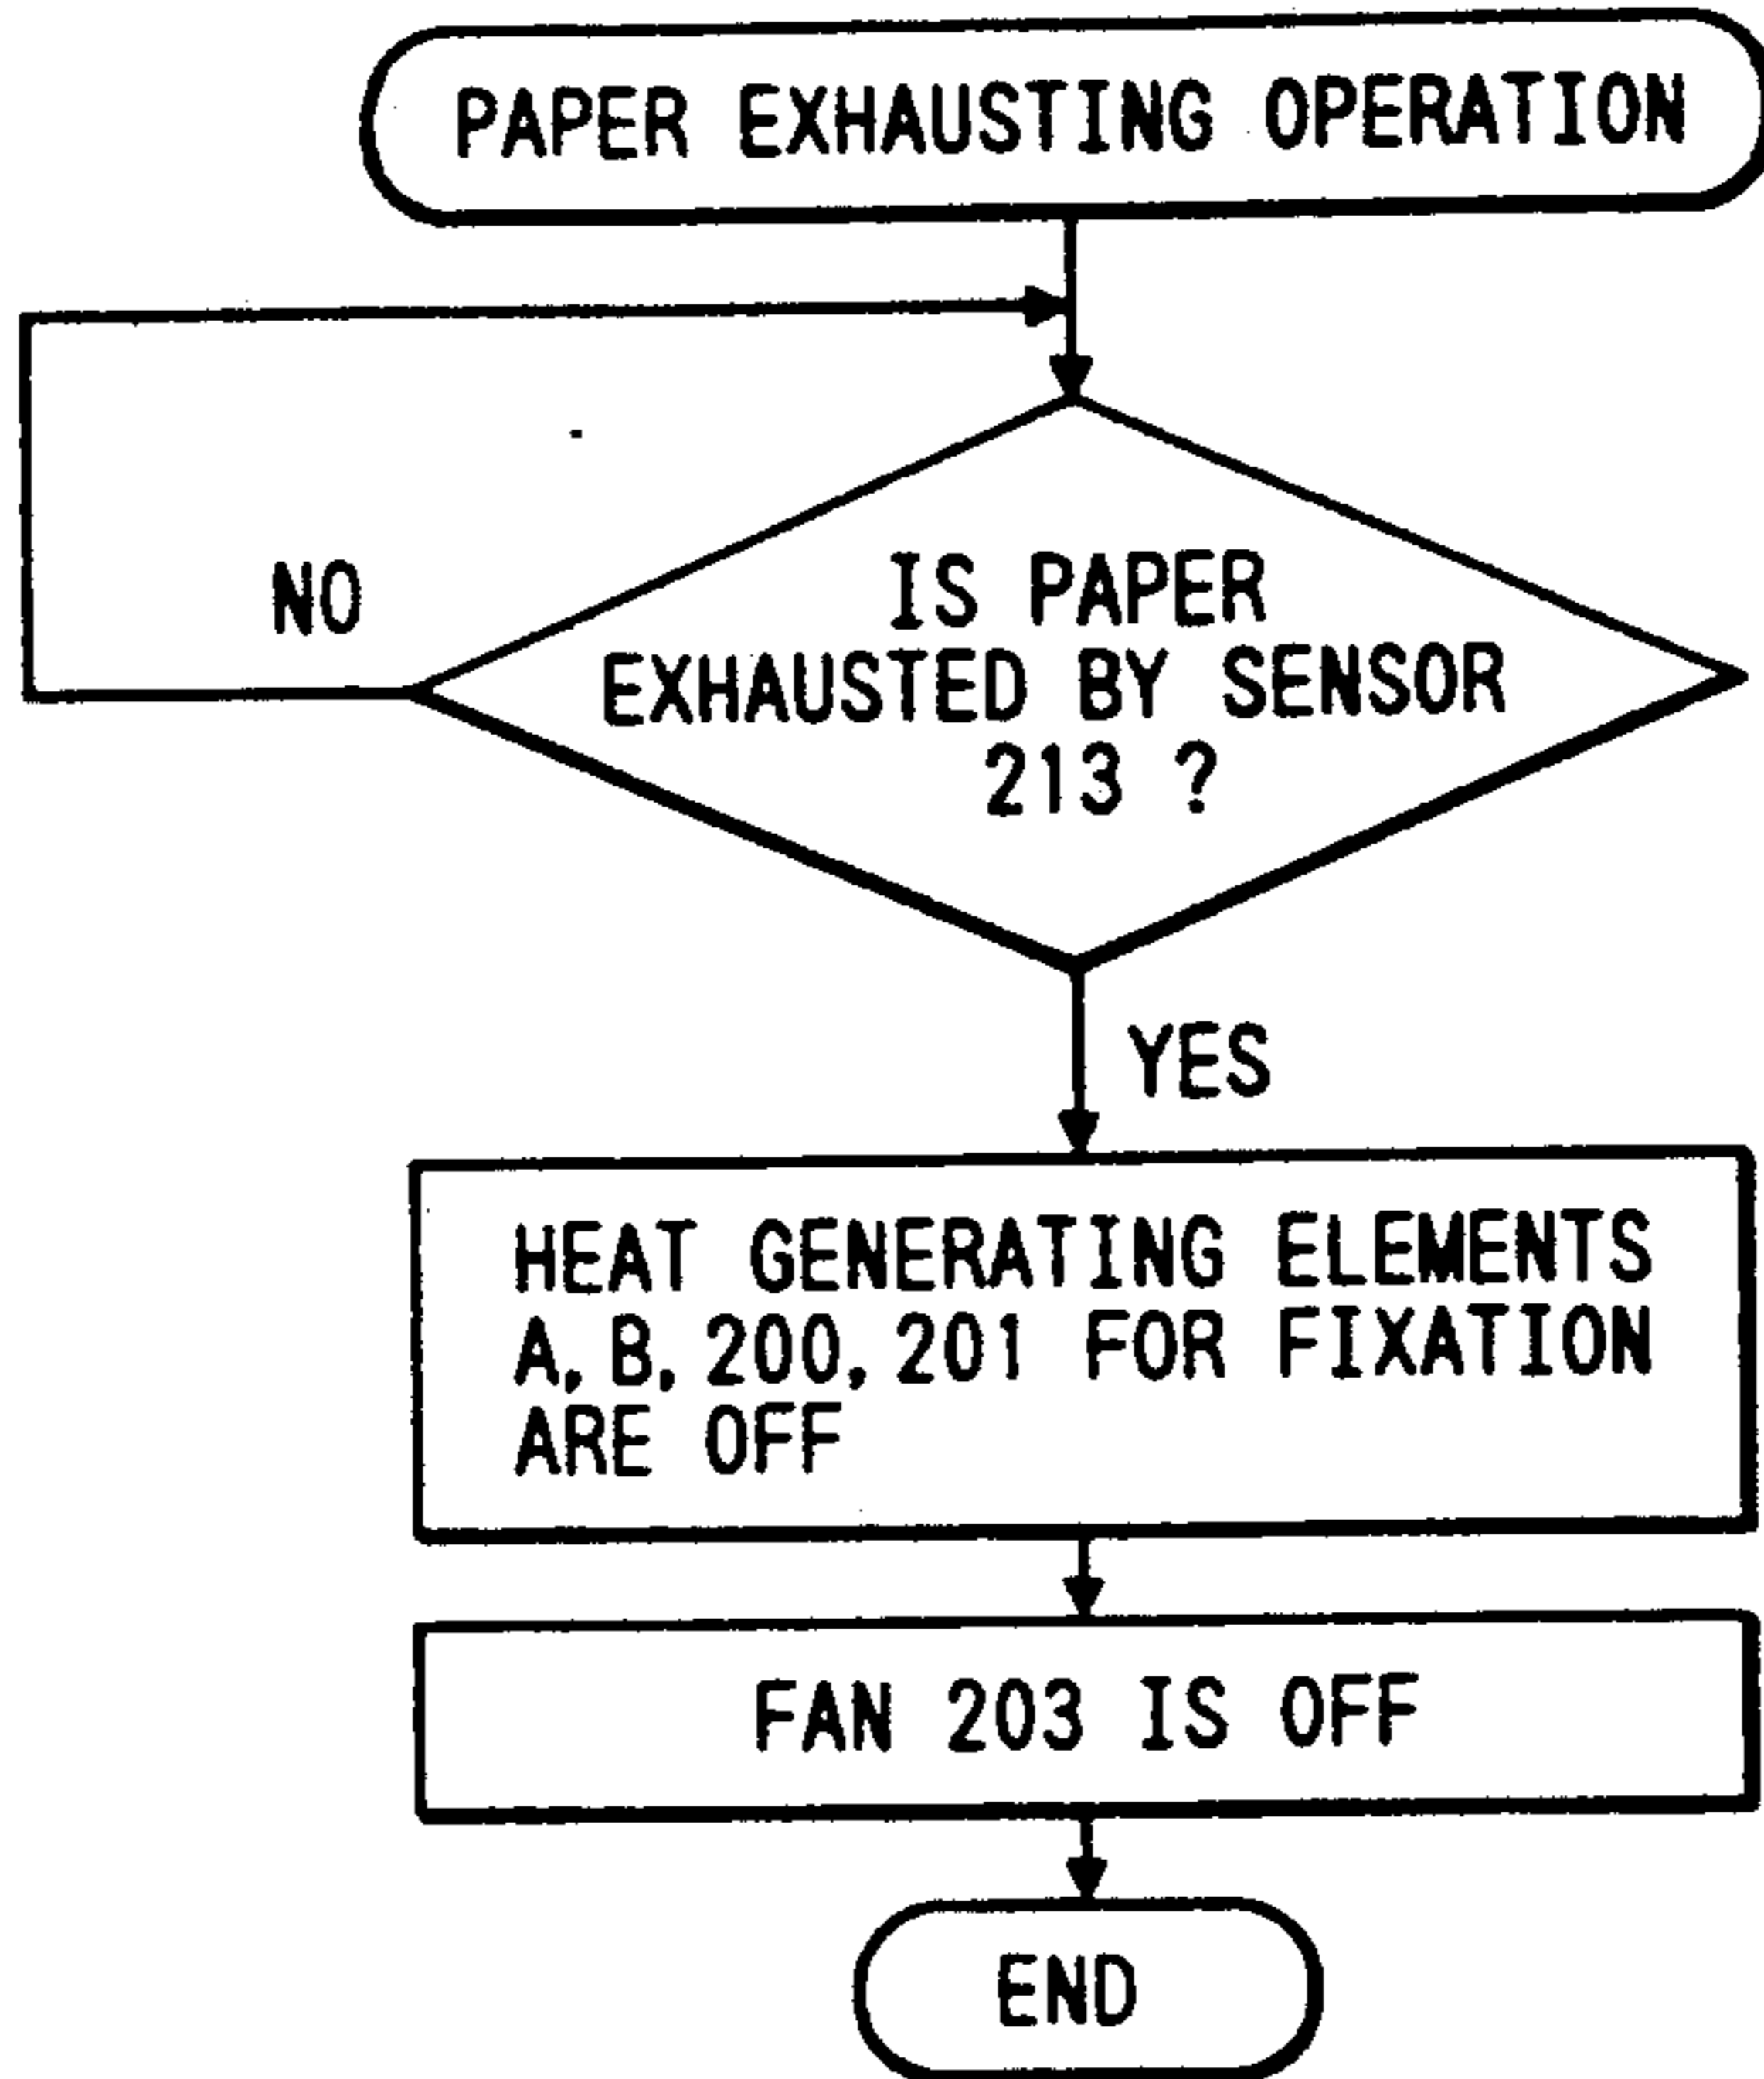 PAPER EXHAUSTING OPERATION
NO
IS PAPER
EXHAUSTED BY SENSOR
213 ?
YES
HEAT GENERATING ELEMENTS
A, B, 200, 201 FOR FIXATION
ARE OFF
FAN 203 IS OFF
END